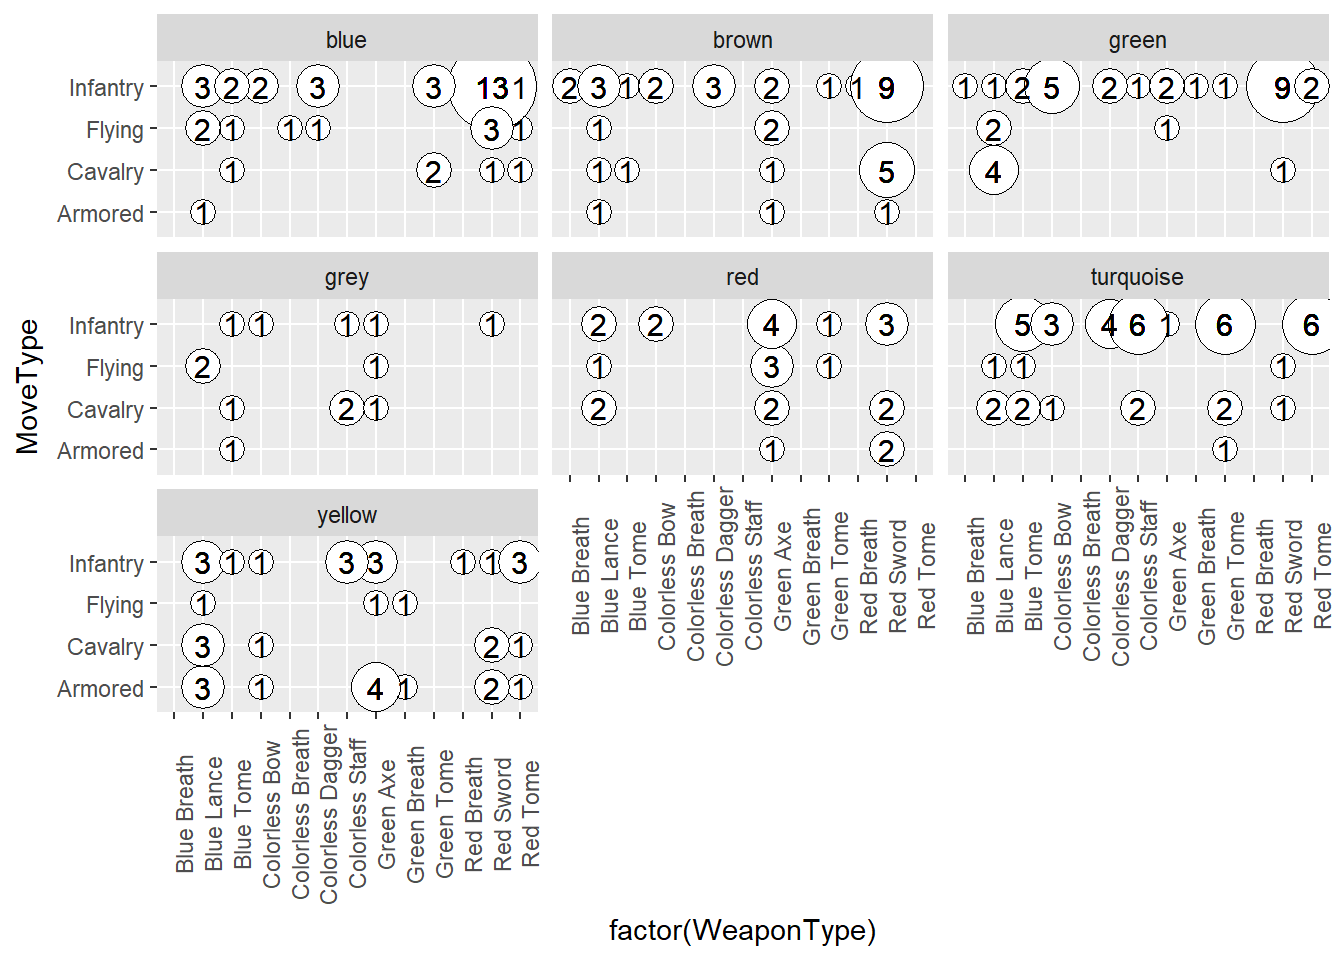 blue
brown
green
Infantry
3 2 2 3 3 13 1
2 3 1 2 3 2 1 1 9
1 1 2 5 2 1 2 1 1 9 2
Flying
2 1 1 1 3 1
1 2
2 1
Cavalry
1 2 1 1
1 1 1 5
4 1
Armored
1
1 1 1
grey
red
turquoise
Infantry
1 1 1 1 1
2 2 4 1 3
5 3 4 6 1 6 6
Flying
2 1
1 3 1
1 1 1
Cavalry
1 2 1
2 2 2
2 2 1 2 2 1
Armored
1
1 2
1
yellow
Infantry
3 1 1 3 3 1 1 3
Flying
1 1 1
Cavalry
3 1 2 1
Armored
3 1 4 1 2 1
MoveType
Blue Breath
Blue Lance
Blue Tome
Colorless Bow
Colorless Breath
Colorless Dagger
Colorless Staff
Green Axe
Green Breath
Green Tome
Red Breath
Red Sword
Red Tome
Blue Breath
Blue Lance
Blue Tome
Colorless Bow
Colorless Breath
Colorless Dagger
Colorless Staff
Green Axe
Green Breath
Green Tome
Red Breath
Red Sword
Red Tome
Blue Breath
Blue Lance
Blue Tome
Colorless Bow
Colorless Breath
Colorless Dagger
Colorless Staff
Green Axe
Green Breath
Green Tome
Red Breath
Red Sword
Red Tome
factor(WeaponType)